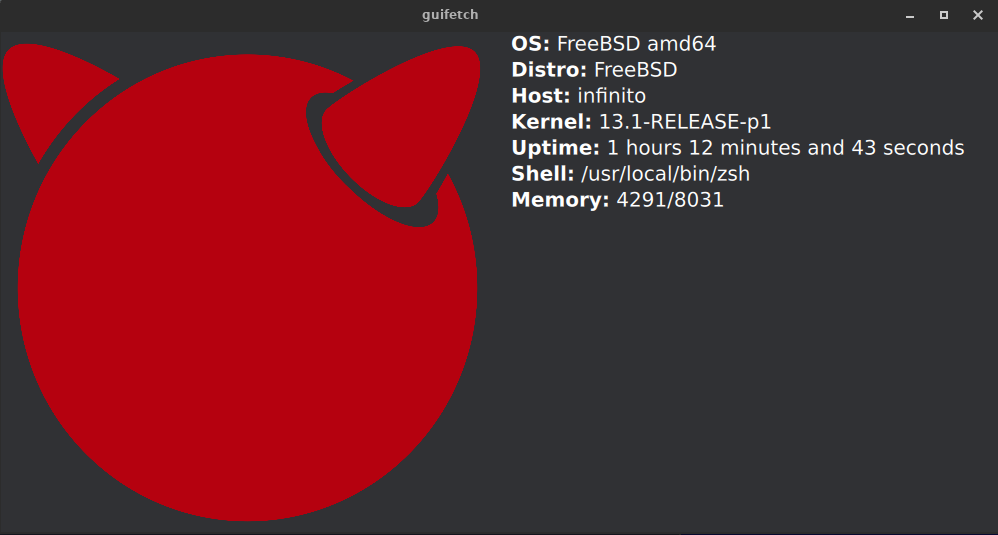 guifetch
OS: FreeBSD amd64
Distro: FreeBSD
Host: infinito
Kernel: 13.1-RELEASE-p1
Uptime: 1 hours 12 minutes and 43 seconds
Shell: /usr/local/bin/zsh
Memory: 4291/8031